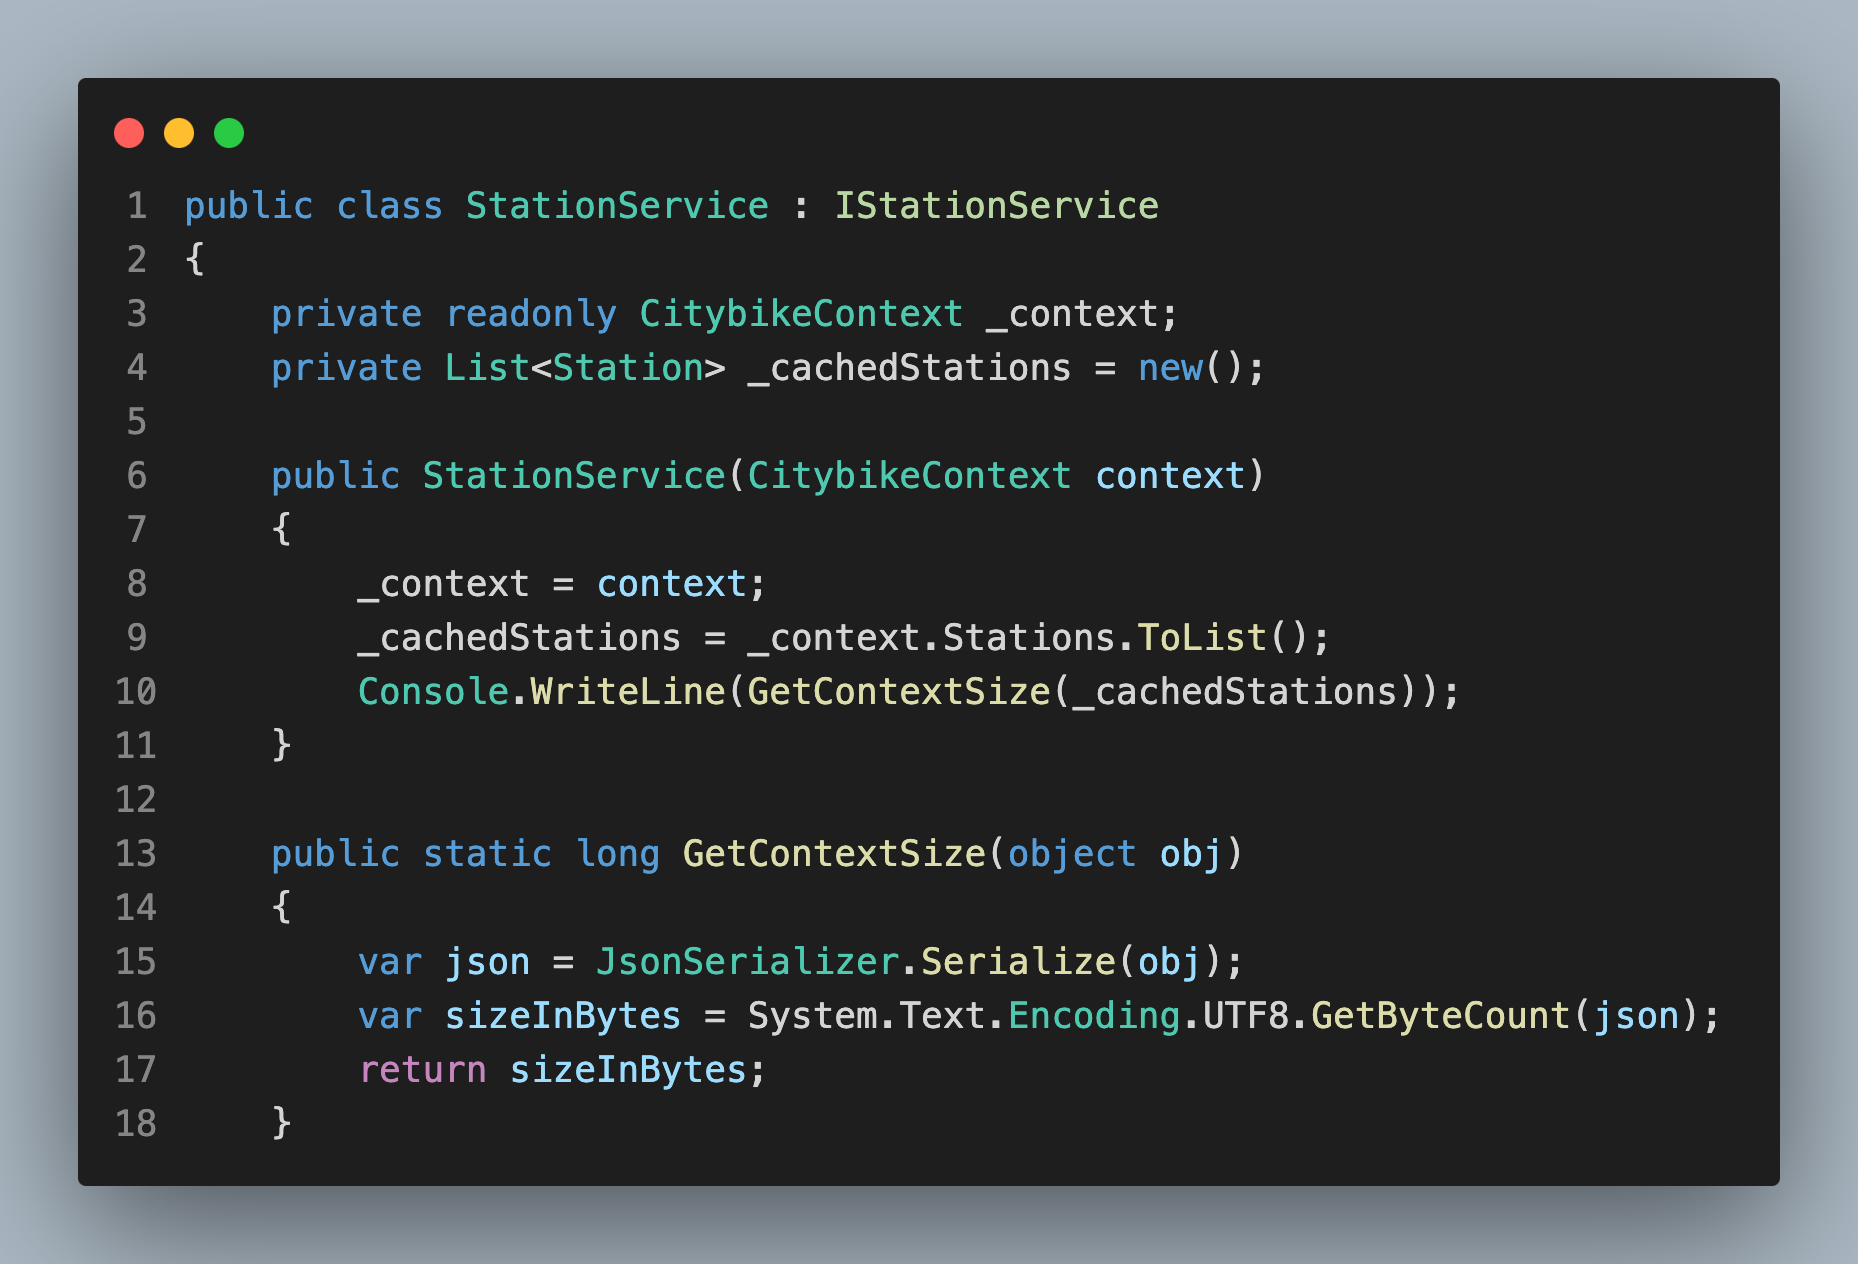 1 public class StationService : IStationService
2 {
3     private readonly CitybikeContext _context;
4     private List<Station> _cachedStations = new();
5
6     public StationService(CitybikeContext context)
7     {
8         _context = context;
9         _cachedStations = _context.Stations.ToList();
10         Console.WriteLine(GetContextSize(_cachedStations));
11     }
12
13     public static long GetContextSize(object obj)
14     {
15         var json = JsonSerializer.Serialize(obj);
16         var sizeInBytes = System.Text.Encoding.UTF8.GetByteCount(json);
17         return sizeInBytes;
18     }